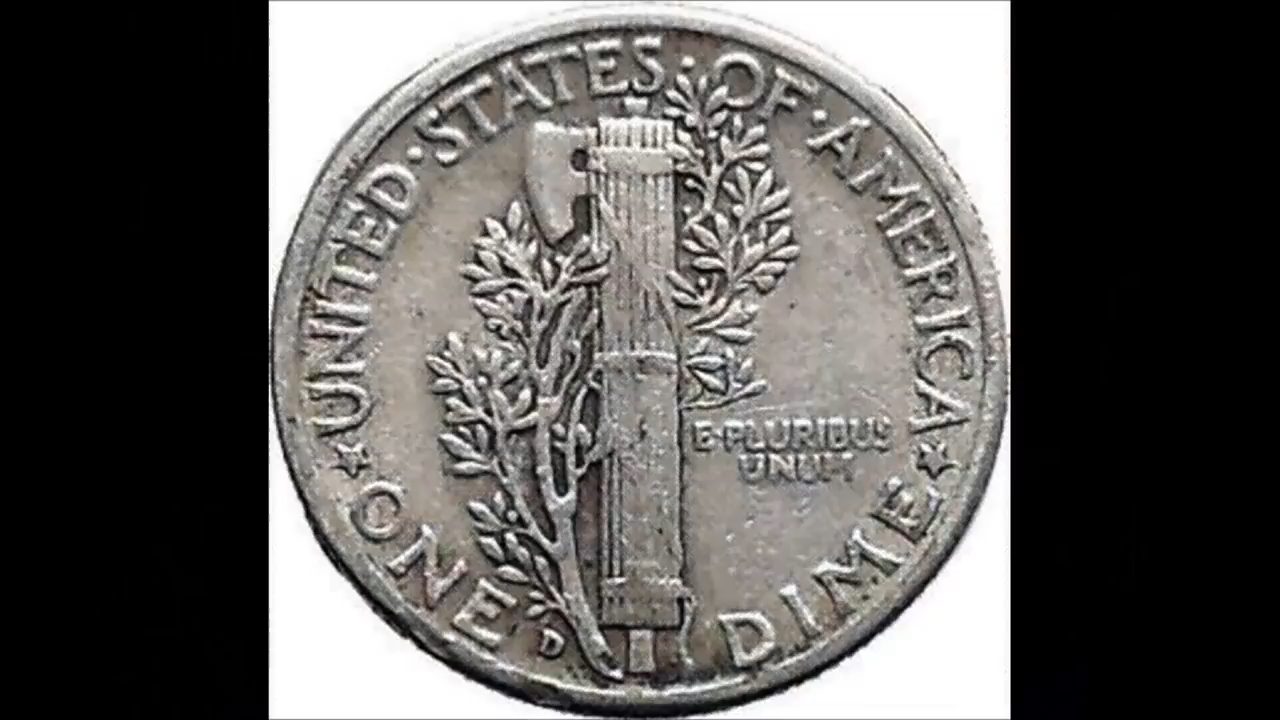 UNITED·STATES·OF·AMERICA
E·PLURIBUS
UNUM
ONE DIME
D